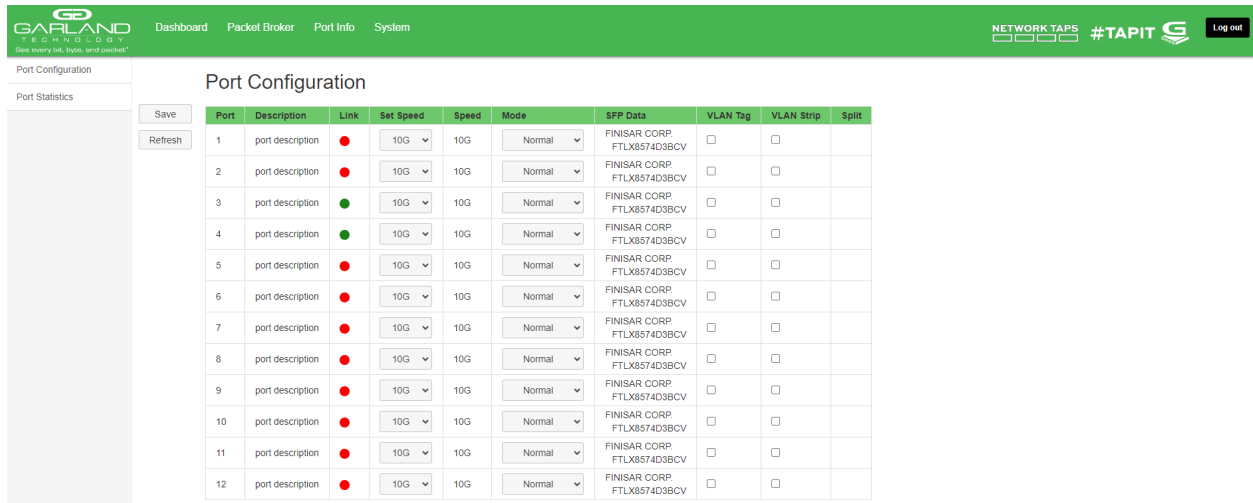 GARLAND
TECHNOLOGY
See every bit, byte, and packet®
Dashboard Packet Broker Port Info System
NETWORK TAPS
#TAPIT
Log out
Port Configuration
Port Statistics
Save
Refresh
Port Configuration
Port Description Link Set Speed Speed Mode SFP Data VLAN Tag VLAN Strip Split
1 port description 10G 10G Normal FINISAR CORP.
FTLX8574D3BCV
2 port description 10G 10G Normal FINISAR CORP.
FTLX8574D3BCV
3 port description 10G 10G Normal FINISAR CORP.
FTLX8574D3BCV
4 port description 10G 10G Normal FINISAR CORP.
FTLX8574D3BCV
5 port description 10G 10G Normal FINISAR CORP.
FTLX8574D3BCV
6 port description 10G 10G Normal FINISAR CORP.
FTLX8574D3BCV
7 port description 10G 10G Normal FINISAR CORP.
FTLX8574D3BCV
8 port description 10G 10G Normal FINISAR CORP.
FTLX8574D3BCV
9 port description 10G 10G Normal FINISAR CORP.
FTLX8574D3BCV
10 port description 10G 10G Normal FINISAR CORP.
FTLX8574D3BCV
11 port description 10G 10G Normal FINISAR CORP.
FTLX8574D3BCV
12 port description 10G 10G Normal FINISAR CORP.
FTLX8574D3BCV